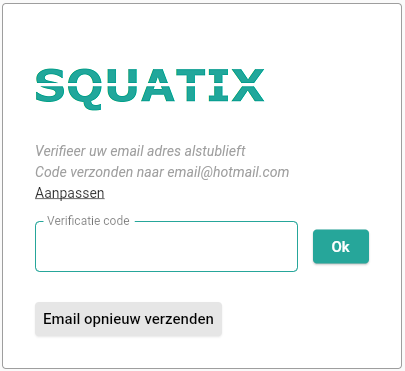 SQUATIX
Verifieer uw email adres alstublieft
Code verzonden naar email@hotmail.com
Aanpassen
Verificatie code
Ok
Email opnieuw verzenden